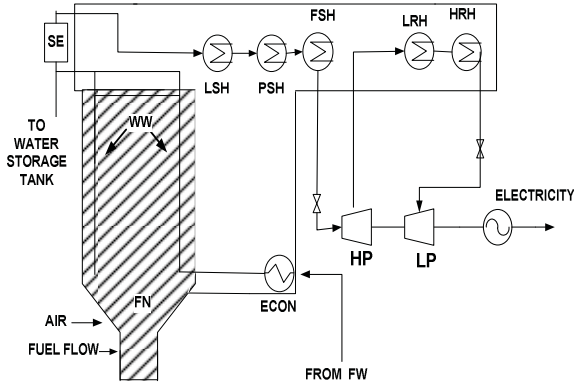 SE
FSH
LRH
HRH
LSH
PSH
TO
WATER
STORAGE
TANK
WW
ELECTRICITY
HP
LP
ECON
FN
AIR
FUEL FLOW
FROM FW